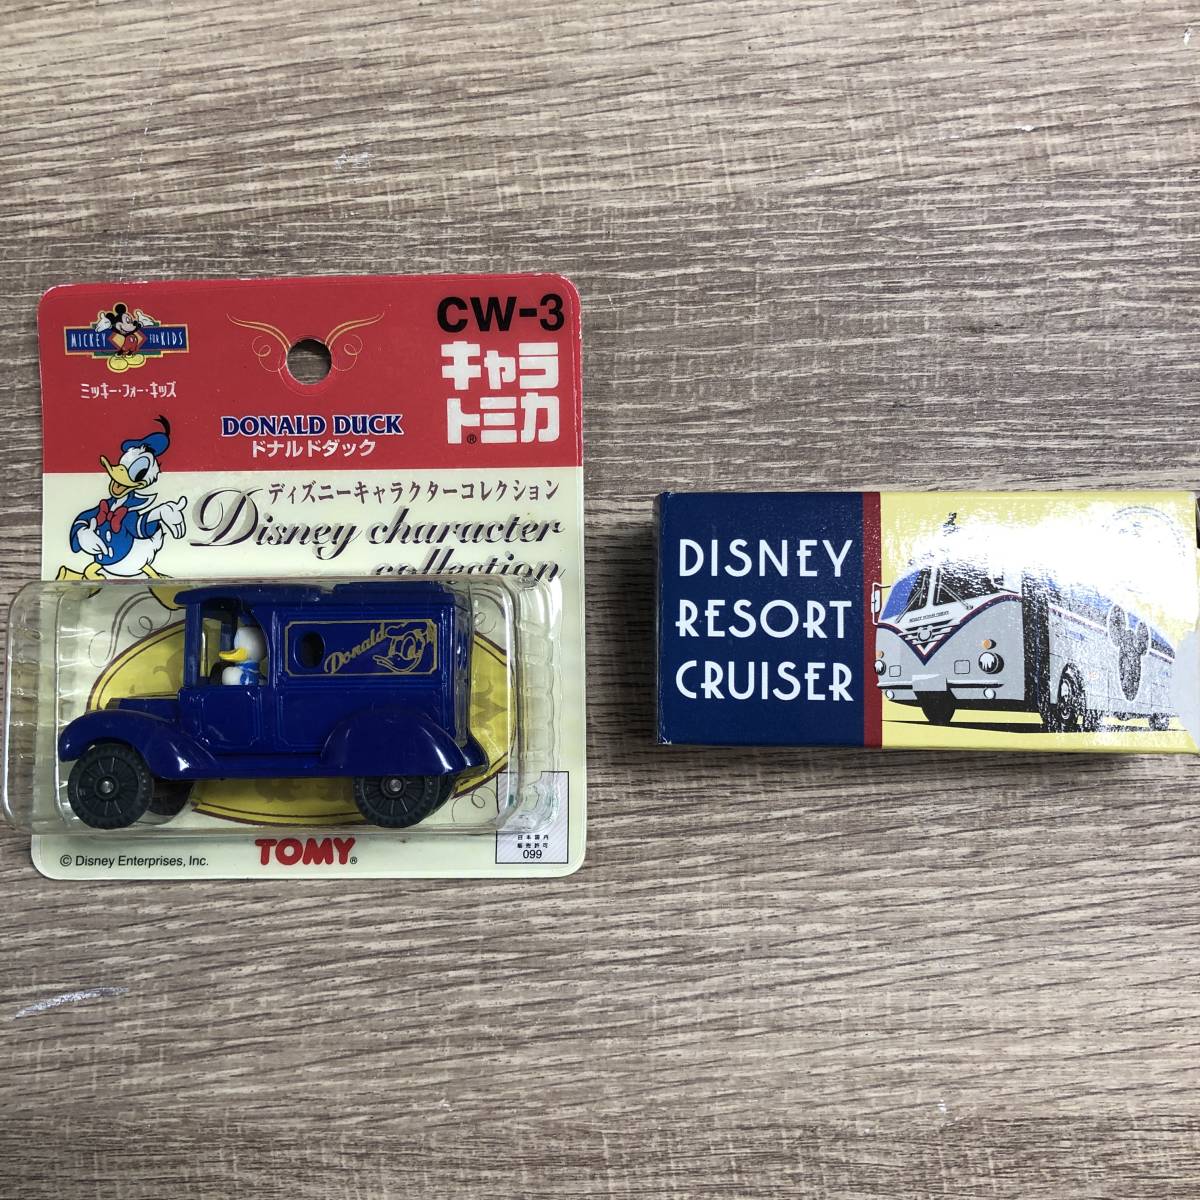 CW-3
キャラ
トミカ®
MICKEY FOR KIDS
ミッキー・フォー・キッズ
DONALD DUCK
ドナルドダック
ディズニーキャラクターコレクション
Disney character
collection
Donald
© Disney Enterprises, Inc.
TOMY®
日本国内
販売許可
099
DISNEY
RESORT
CRUISER